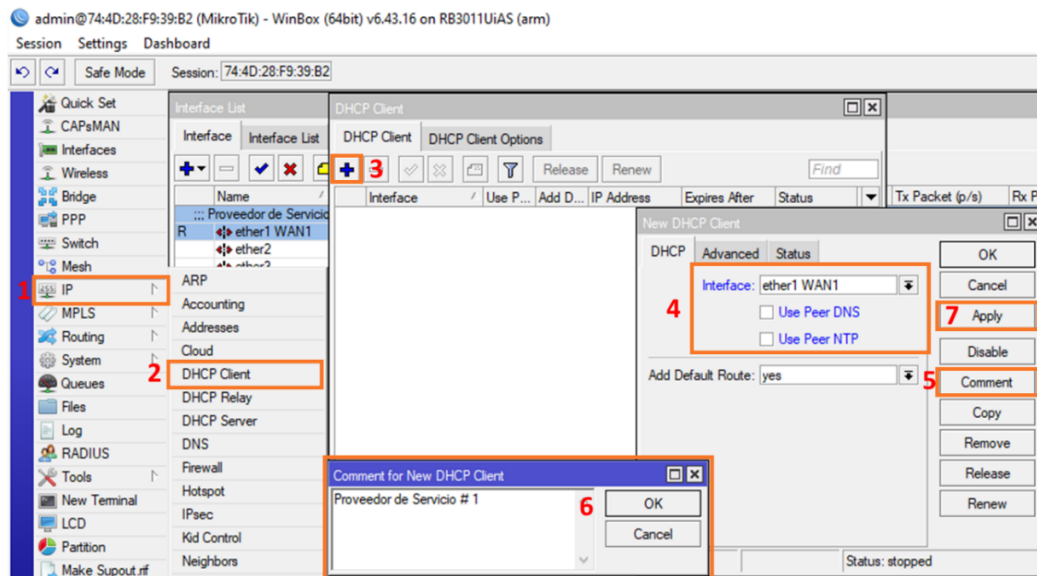 admin@74:4D:28:F9:39:B2 (MikroTik) - WinBox (64bit) v6.43.16 on RB3011UiAS (arm)
Session Settings Dashboard
Safe Mode Session: 74:4D:28:F9:39:B2
Quick Set
CAPsMAN
Interfaces
Wireless
Bridge
PPP
Switch
Mesh
1 IP
MPLS
Routing
System
Queues
Files
Log
RADIUS
Tools
New Terminal
LCD
Partition
Make Supout.rif
Interface List
Interface Interface List
Name
::: Proveedor de Servicio
R ether1 WAN1
ether2
ether3
ARP
Accounting
Addresses
Cloud
2 DHCP Client
DHCP Relay
DHCP Server
DNS
Firewall
Hotspot
IPsec
Kid Control
Neighbors
DHCP Client
DHCP Client DHCP Client Options
3 Release Renew Find
Interface Use P... Add D... IP Address Expires After Status
Tx Packet (p/s) Rx P
New DHCP Client
DHCP Advanced Status
4 Interface: ether1 WAN1
Use Peer DNS
Use Peer NTP
Add Default Route: yes
OK
Cancel
7 Apply
Disable
5 Comment
Copy
Remove
Release
Renew
Status: stopped
Comment for New DHCP Client
Proveedor de Servicio # 1
6 OK
Cancel